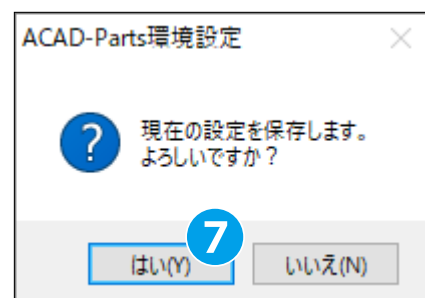 ACAD-Parts環境設定
現在の設定を保存します。
よろしいですか？
7
はい(Y)
いいえ(N)